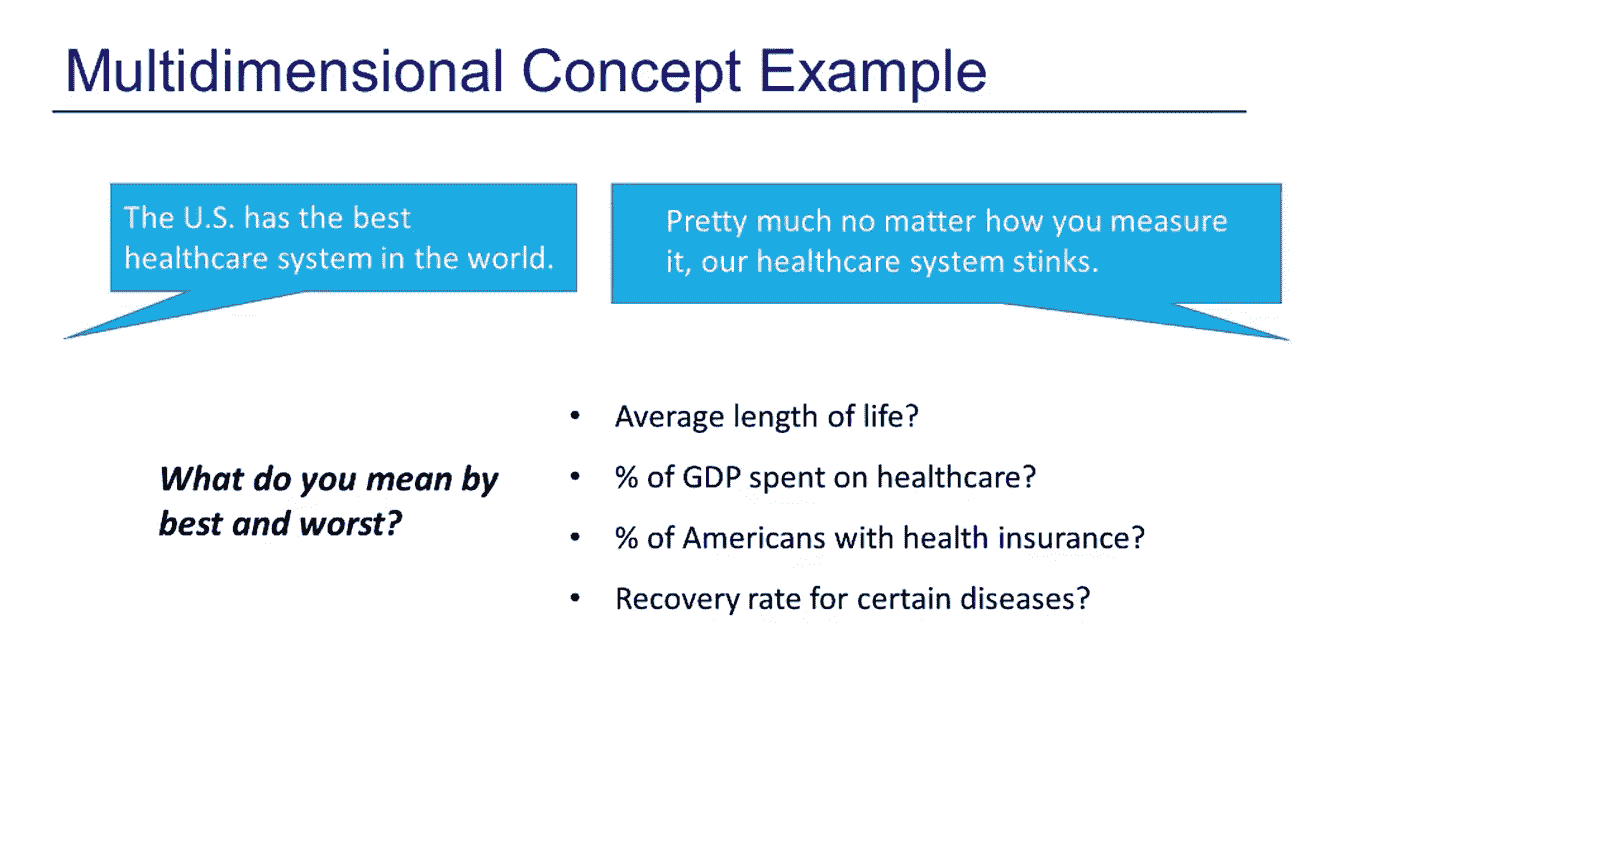 Multidimensional Concept Example
The U.S. has the best
healthcare system in the world.
Pretty much no matter how you measure
it, our healthcare system stinks.
What do you mean by
best and worst?
• Average length of life?
• % of GDP spent on healthcare?
• % of Americans with health insurance?
• Recovery rate for certain diseases?